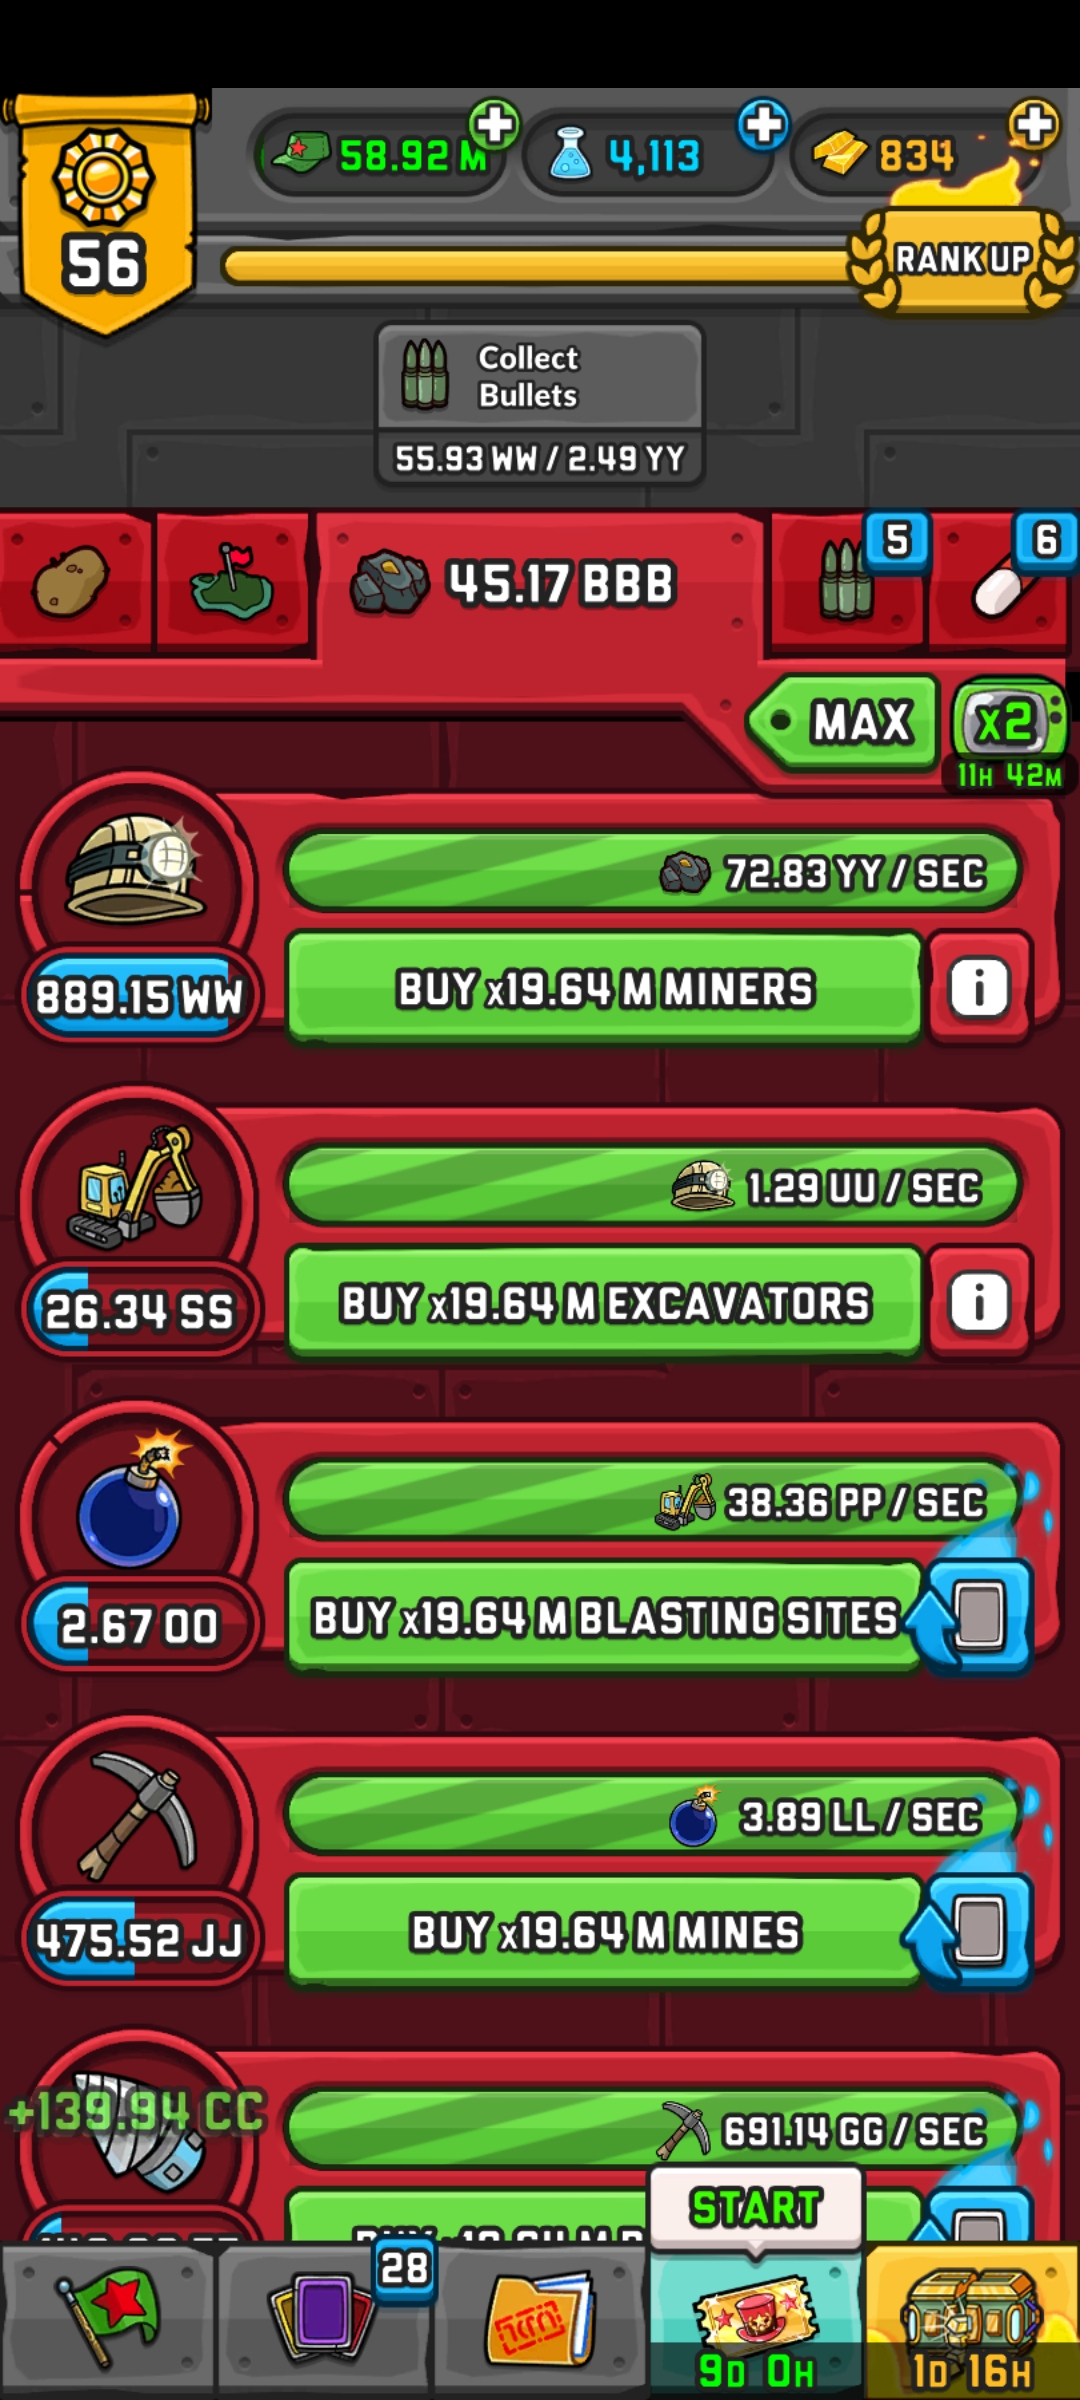 58.92 M
4,113
834
56
RANK UP
Collect
Bullets
55.93 WW / 2.49 YY
45.17 BBB
5
6
MAX
x2
11H 42M
72.83 YY / SEC
889.15 WW
BUY x19.64 M MINERS
i
1.29 UU / SEC
26.34 SS
BUY x19.64 M EXCAVATORS
i
38.36 PP / SEC
2.67 OO
BUY x19.64 M BLASTING SITES
3.89 LL / SEC
475.52 JJ
BUY x19.64 M MINES
+139.94 CC
691.14 GG / SEC
START
28
9D 0H
1D 16H